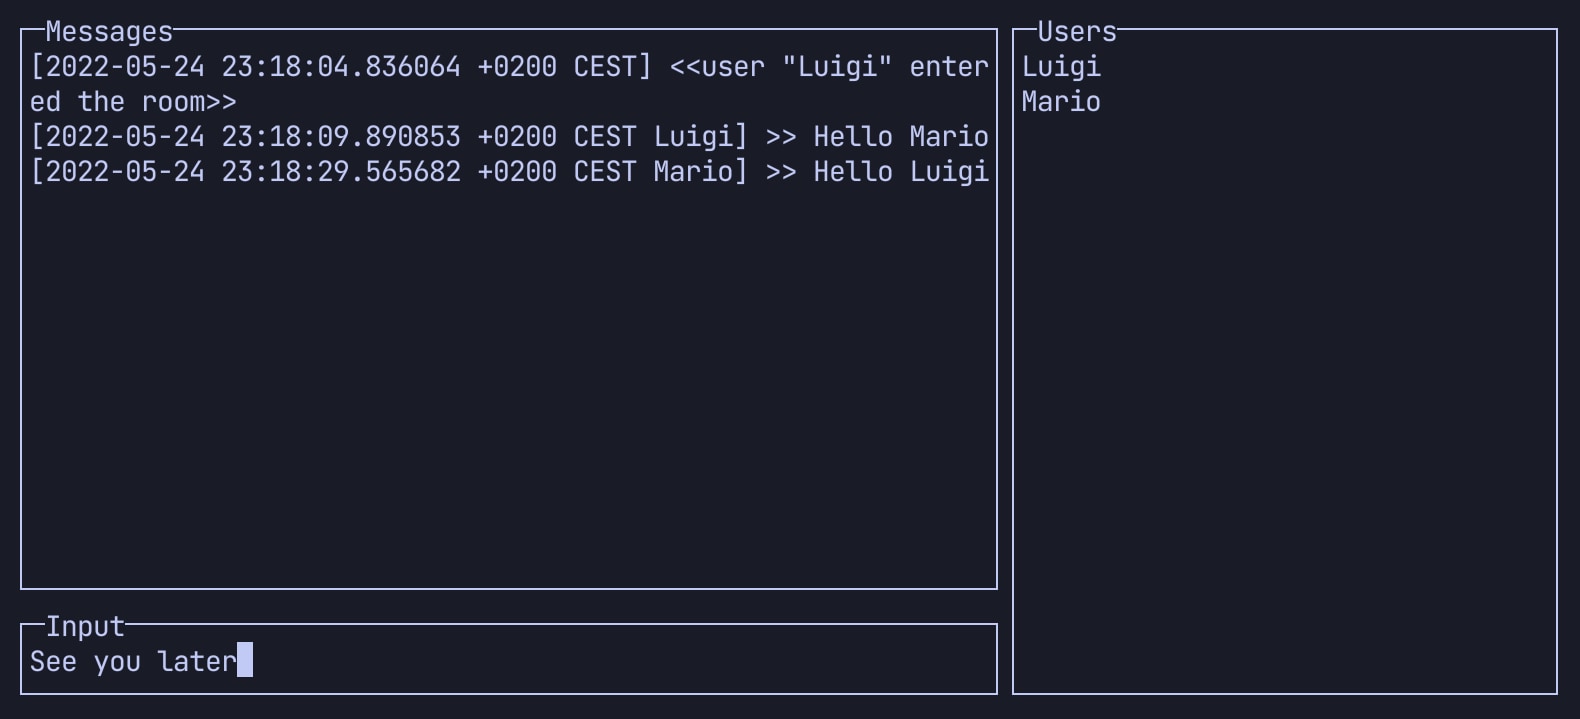 Messages
[2022-05-24 23:18:04.836064 +0200 CEST] <<user "Luigi" enter
ed the room>>
[2022-05-24 23:18:09.890853 +0200 CEST Luigi] >> Hello Mario
[2022-05-24 23:18:29.565682 +0200 CEST Mario] >> Hello Luigi
Input
See you later
Users
Luigi
Mario